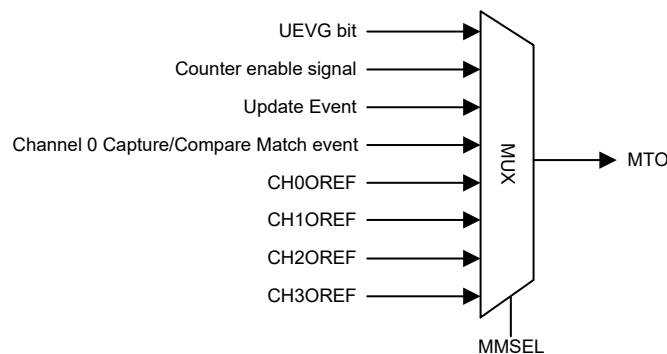 UEVG bit
Counter enable signal
Update Event
Channel 0 Capture/Compare Match event
CH0OREF
CH1OREF
CH2OREF
CH3OREF
MUX
MTO
MMSEL